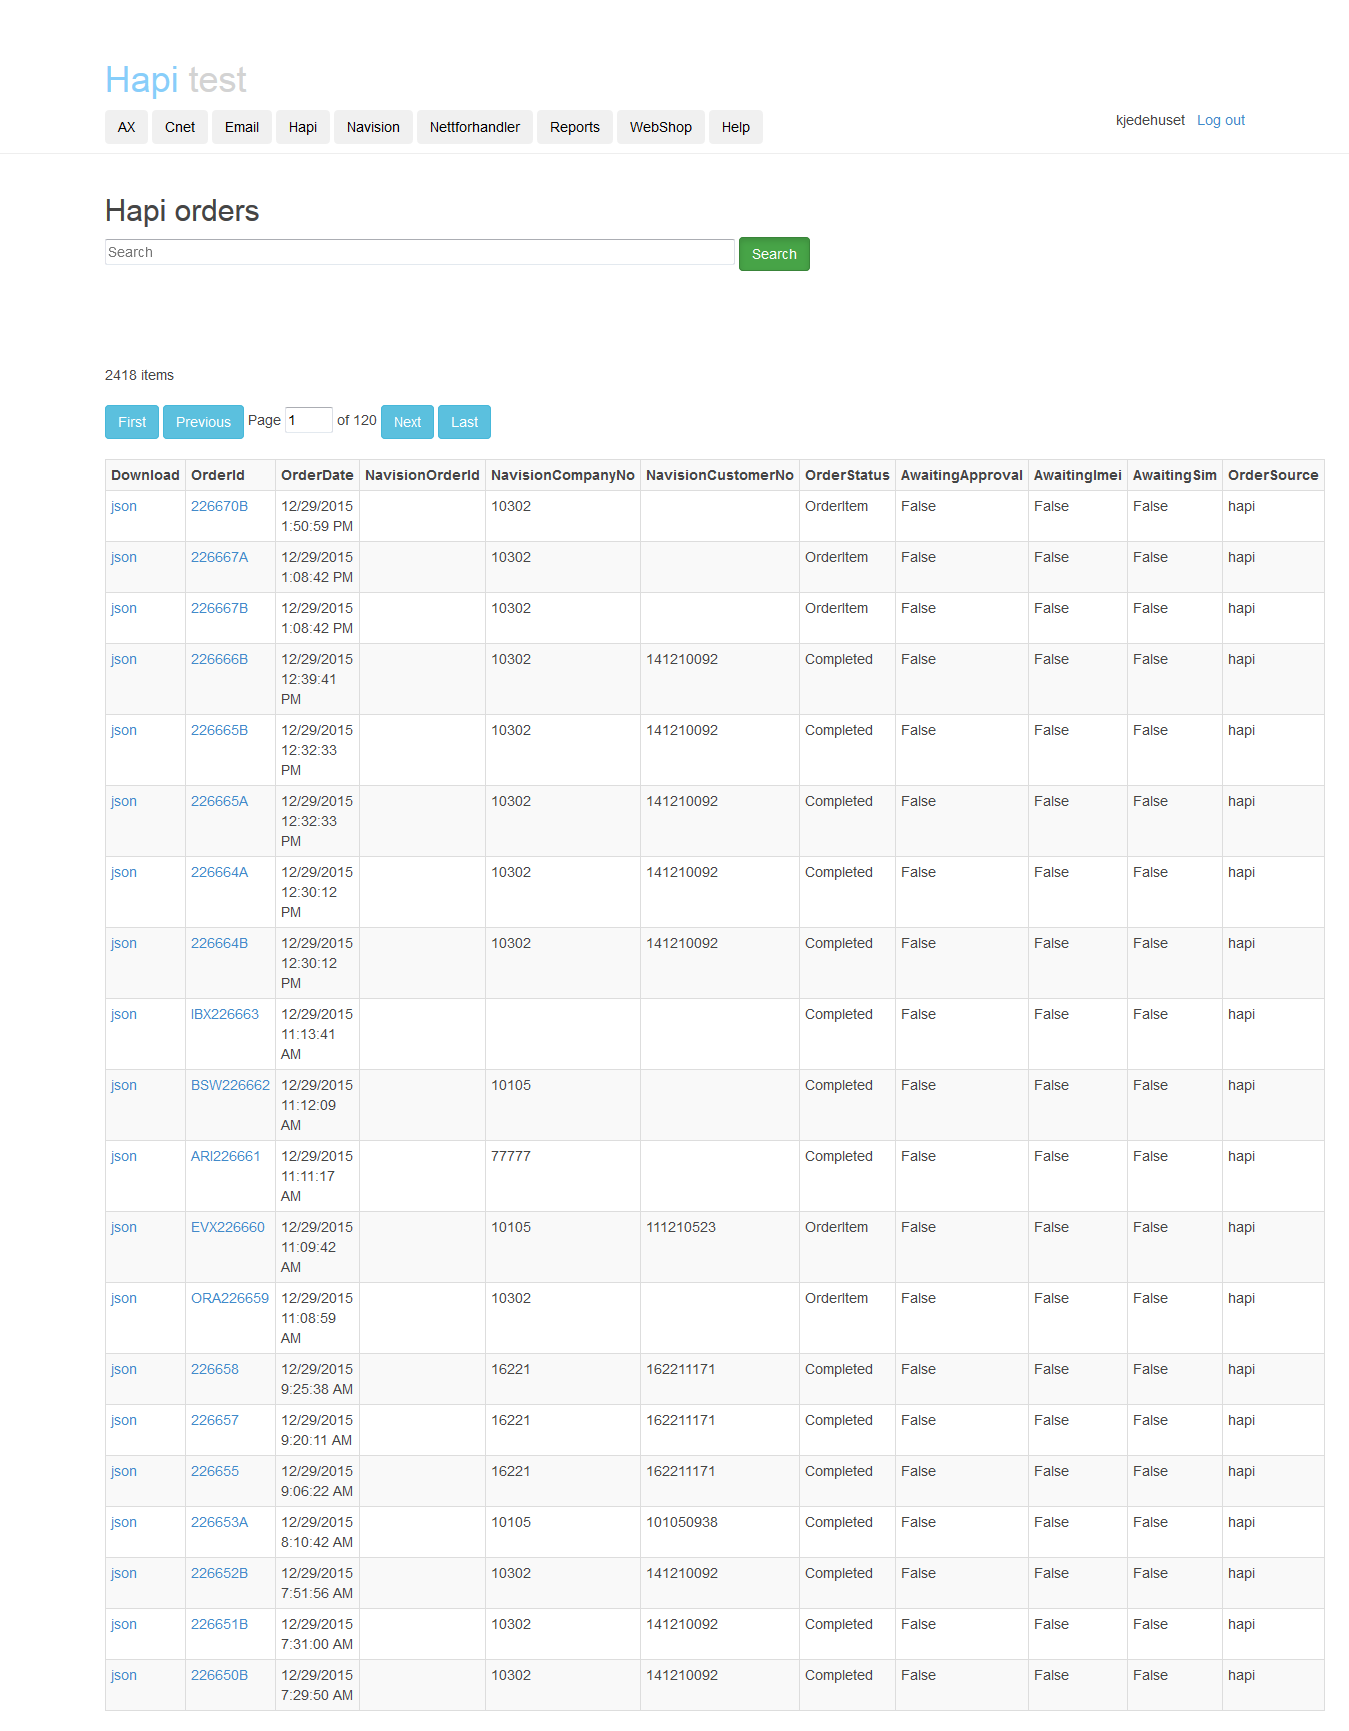 Hapi test
AX Cnet Email Hapi Navision Nettforhandler Reports WebShop Help kjedehuset Log out
Hapi orders
Search Search
2418 items
First Previous Page 1 of 120 Next Last
Download OrderId OrderDate NavisionOrderId NavisionCompanyNo NavisionCustomerNo OrderStatus AwaitingApproval AwaitingImei AwaitingSim OrderSource
json 226670B 12/29/2015 10302 OrderItem False False False hapi
1:50:59 PM
json 226667A 12/29/2015 10302 OrderItem False False False hapi
1:08:42 PM
json 226667B 12/29/2015 10302 OrderItem False False False hapi
1:08:42 PM
json 226666B 12/29/2015 10302 141210092 Completed False False False hapi
12:39:41
PM
json 226665B 12/29/2015 10302 141210092 Completed False False False hapi
12:32:33
PM
json 226665A 12/29/2015 10302 141210092 Completed False False False hapi
12:32:33
PM
json 226664A 12/29/2015 10302 141210092 Completed False False False hapi
12:30:12
PM
json 226664B 12/29/2015 10302 141210092 Completed False False False hapi
12:30:12
PM
json IBX226663 12/29/2015 Completed False False False hapi
11:13:41
AM
json BSW226662 12/29/2015 10105 Completed False False False hapi
11:12:09
AM
json ARI226661 12/29/2015 77777 Completed False False False hapi
11:11:17
AM
json EVX226660 12/29/2015 10105 111210523 OrderItem False False False hapi
11:09:42
AM
json ORA226659 12/29/2015 10302 OrderItem False False False hapi
11:08:59
AM
json 226658 12/29/2015 16221 162211171 Completed False False False hapi
9:25:38 AM
json 226657 12/29/2015 16221 162211171 Completed False False False hapi
9:20:11 AM
json 226655 12/29/2015 16221 162211171 Completed False False False hapi
9:06:22 AM
json 226653A 12/29/2015 10105 101050938 Completed False False False hapi
8:10:42 AM
json 226652B 12/29/2015 10302 141210092 Completed False False False hapi
7:51:56 AM
json 226651B 12/29/2015 10302 141210092 Completed False False False hapi
7:31:00 AM
json 226650B 12/29/2015 10302 141210092 Completed False False False hapi
7:29:50 AM